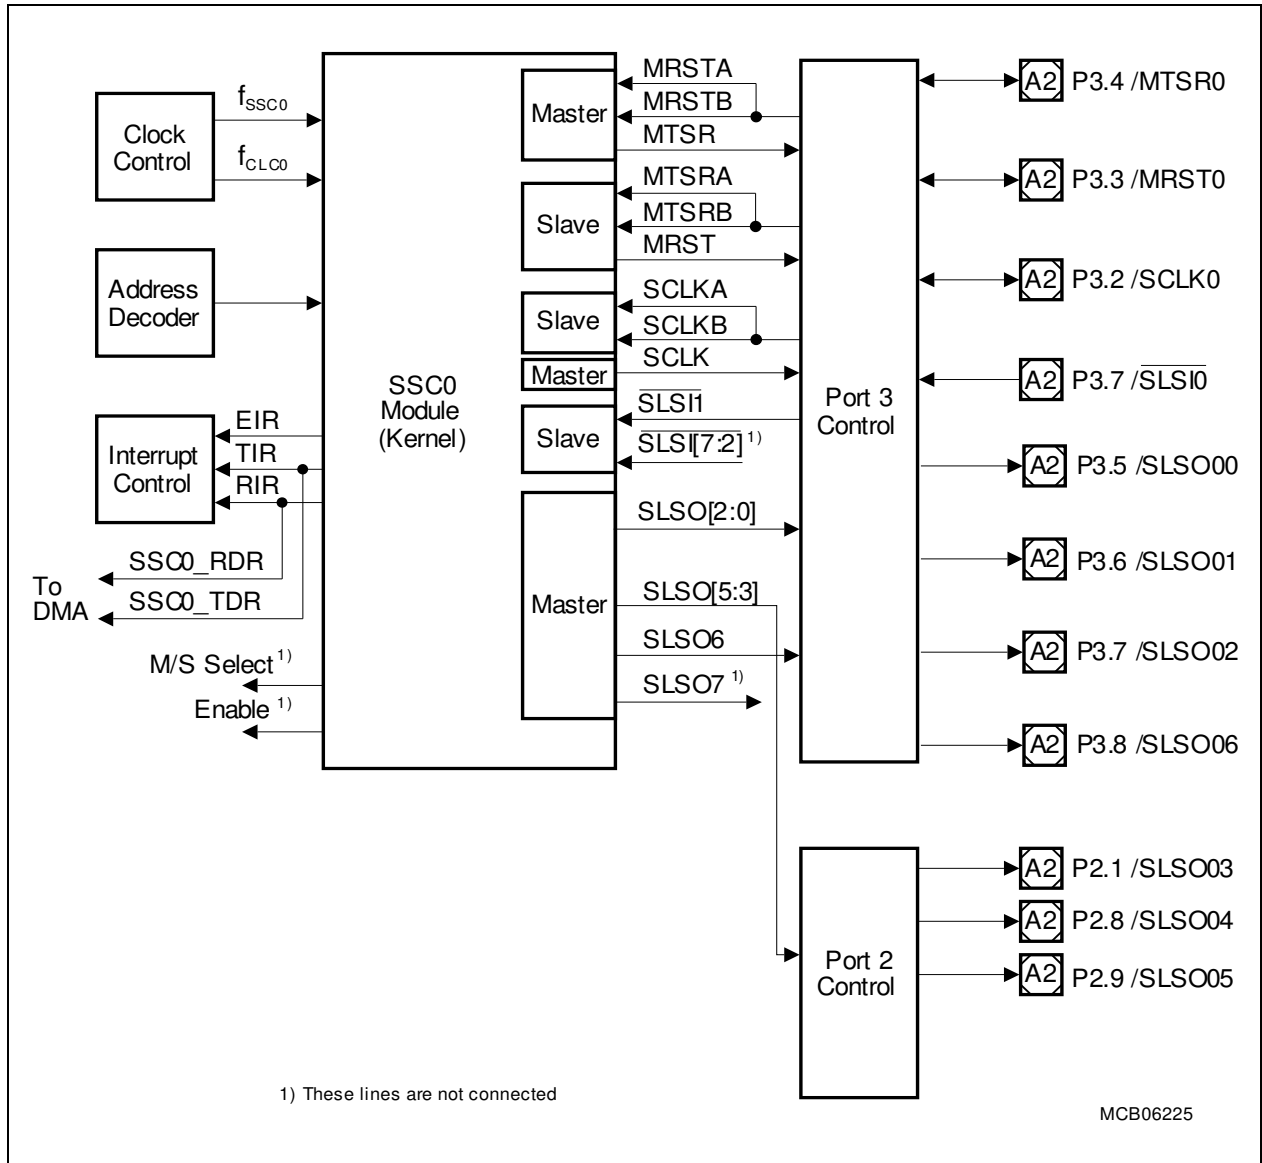 Clock
Control
fSSC0
fCLC0
Address
Decoder
Interrupt
Control
EIR
TIR
RIR
SSC0_RDR
SSC0_TDR
To
DMA
M/S Select 1)
Enable 1)
SSC0
Module
(Kernel)
Master
MRSTA
MRSTB
MTSR
Slave
MTSRA
MTSRB
MRST
Slave
SCLKA
SCLKB
Master
SCLK
Slave
SLSI1
SLSI[7:2] 1)
Master
SLSO[2:0]
SLSO[5:3]
SLSO6
SLSO7 1)
Port 3
Control
A2 P3.4 /MTSR0
A2 P3.3 /MRST0
A2 P3.2 /SCLK0
A2 P3.7 /SLSI0
A2 P3.5 /SLSO00
A2 P3.6 /SLSO01
A2 P3.7 /SLSO02
A2 P3.8 /SLSO06
Port 2
Control
A2 P2.1 /SLSO03
A2 P2.8 /SLSO04
A2 P2.9 /SLSO05
1) These lines are not connected
MCB06225